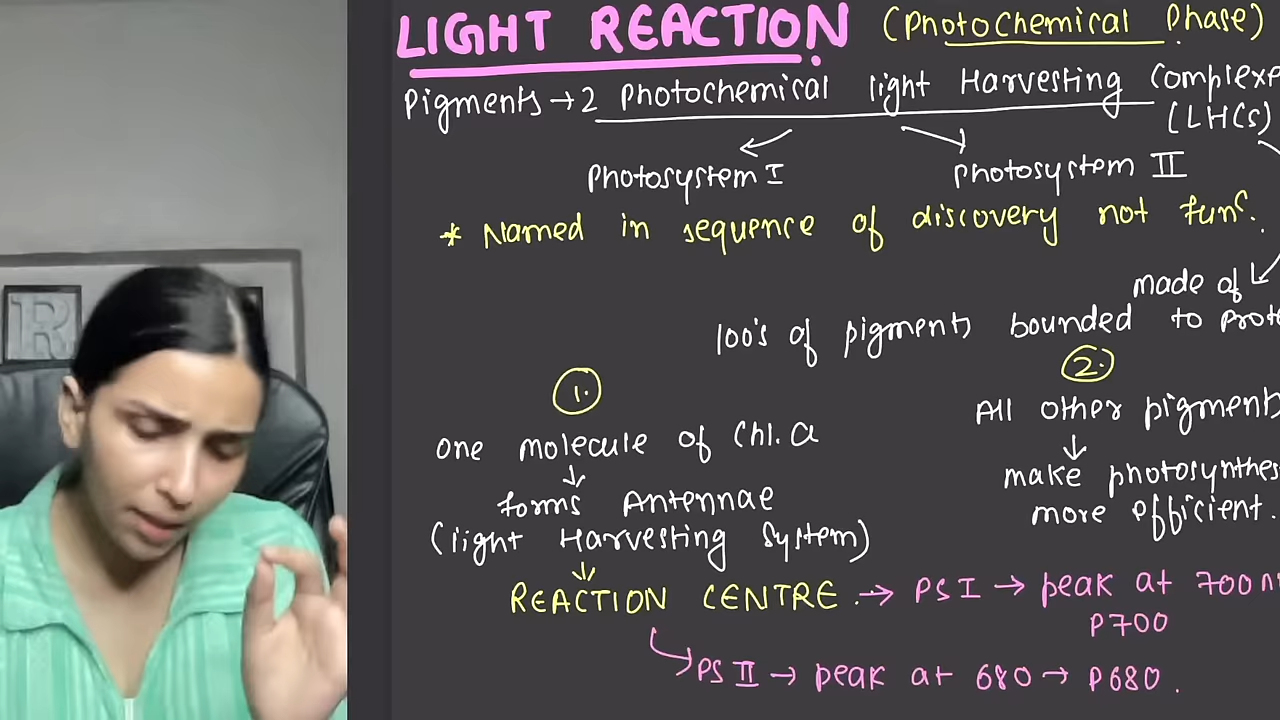 LIGHT REACTION (Photochemical Phase)
Pigments → 2 Photochemical light Harvesting Complexe
(LHCs)
Photosystem I Photosystem II
* Named in sequence of discovery not funⁿ.
made of
100's of pigments bounded to prote
1. 2.
one molecule of Chl. a All other pigments
↓ ↓
forms Antennae make photosynthes
(light Harvesting System) more efficient.
↓
REACTION CENTRE → PS I → peak at 700n
P700
PS II → peak at 680 → P680.
R